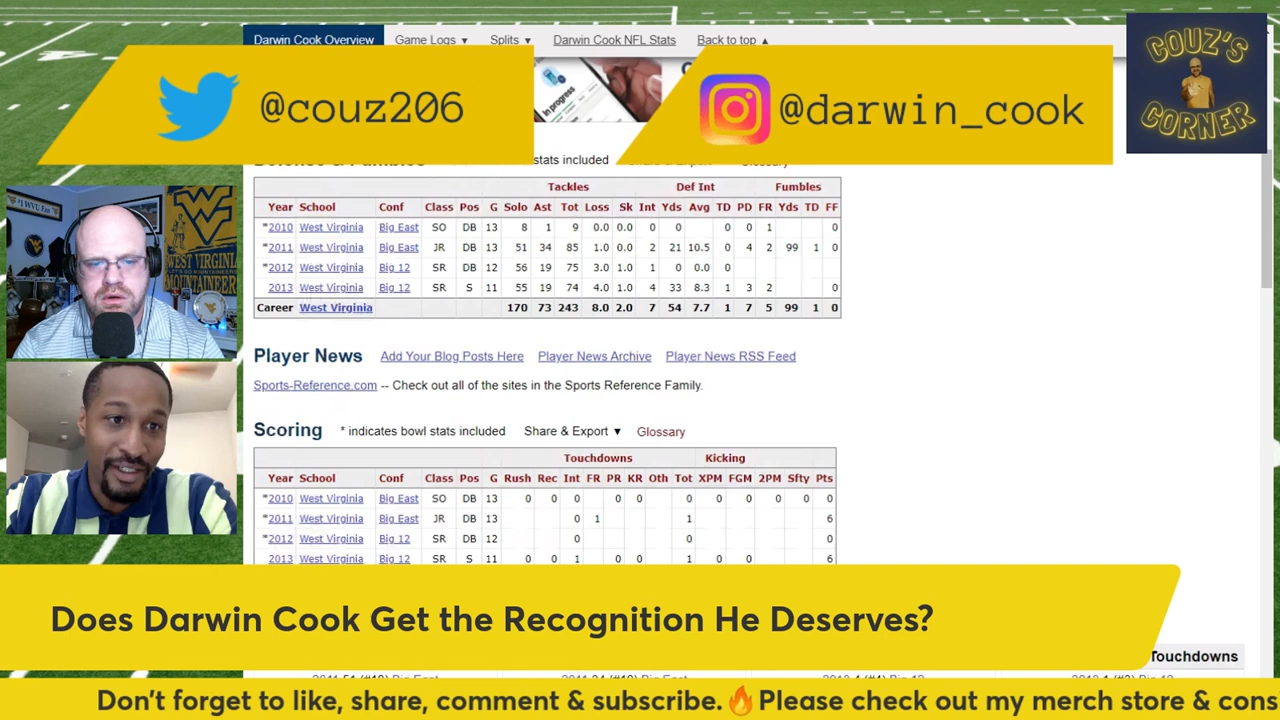 Darwin Cook Overview Game Logs ▼ Splits ▼ Darwin Cook NFL Stats Back to top ▲
COUZ'S
CORNER
@couz206
In progress
@darwin_cook
stats included
Tackles Def Int Fumbles
Year School Conf Class Pos G Solo Ast Tot Loss Sk Int Yds Avg TD PD FR Yds TD FF
*2010 West Virginia Big East SO DB 13 8 1 9 0.0 0.0 0 0 0 0 1 0
*2011 West Virginia Big East JR DB 13 51 34 85 1.0 0.0 2 21 10.5 0 4 2 99 1 0
*2012 West Virginia Big 12 SR DB 12 56 19 75 3.0 1.0 1 0 0.0 0
2013 West Virginia Big 12 SR S 11 55 19 74 4.0 1.0 4 33 8.3 1 3 2 0
Career West Virginia 170 73 243 8.0 2.0 7 54 7.7 1 7 5 99 1 0
#1 WVU Fan
WEST VIRGINIA
LET'S GO MOUNTAINEERS
MOUNTAINEER
Player News Add Your Blog Posts Here Player News Archive Player News RSS Feed
Sports-Reference.com -- Check out all of the sites in the Sports Reference Family.
Scoring * indicates bowl stats included Share & Export ▼ Glossary
Touchdowns Kicking
Year School Conf Class Pos G Rush Rec Int FR PR KR Oth Tot XPM FGM 2PM Sfty Pts
*2010 West Virginia Big East SO DB 13 0 0 0 0 0 0 0 0 0 0 0
*2011 West Virginia Big East JR DB 13 0 1 1 6
*2012 West Virginia Big 12 SR DB 12 0 0 0
2013 West Virginia Big 12 SR S 11 0 0 1 0 0 1 0 0 6
Does Darwin Cook Get the Recognition He Deserves?
Touchdowns
Don't forget to like, share, comment & subscribe.🔥Please check out my merch store & cons